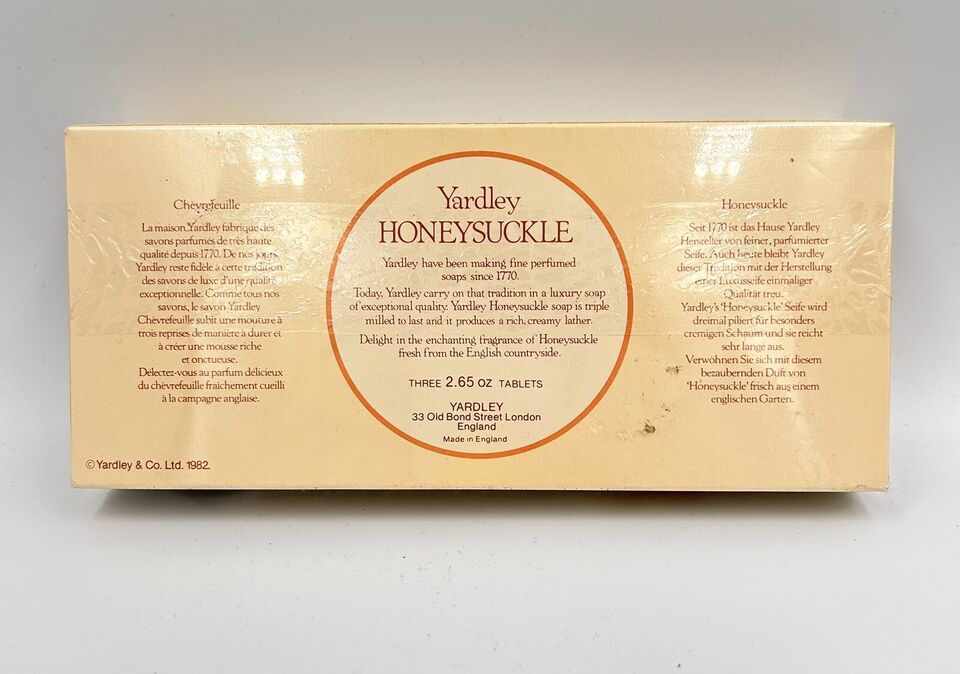 Chèvrefeuille
La maison Yardley fabrique des
savons parfumés de très haute
qualité depuis 1770. De nos jours,
Yardley reste fidèle à cette tradition
des savons de luxe d'une qualité
exceptionnelle. Comme tous nos
savons, le savon Yardley
Chèvrefeuille subit une mouture à
trois reprises de manière à durer et
à créer une mousse riche
et onctueuse.
Délectez-vous au parfum délicieux
du chèvrefeuille fraîchement cueilli
à la campagne anglaise.
© Yardley & Co. Ltd. 1982.
Yardley
HONEYSUCKLE
Yardley have been making fine perfumed
soaps since 1770.
Today, Yardley carry on that tradition in a luxury soap
of exceptional quality. Yardley Honeysuckle soap is triple
milled to last and it produces a rich, creamy lather.
Delight in the enchanting fragrance of Honeysuckle
fresh from the English countryside.
THREE 2.65 OZ TABLETS
YARDLEY
33 Old Bond Street London
England
Made in England
Honeysuckle
Seit 1770 ist das Hause Yardley
Hersteller von feiner, parfumierter
Seife. Auch heute bleibt Yardley
dieser Tradition mit der Herstellung
einer Luxusseife einmaliger
Qualität treu.
Yardley's 'Honeysuckle' Seife wird
dreimal piliert für besonders
cremigen Schaum und sie reicht
sehr lange aus.
Verwöhnen Sie sich mit diesem
bezaubernden Duft von
'Honeysuckle' frisch aus einem
englischen Garten.